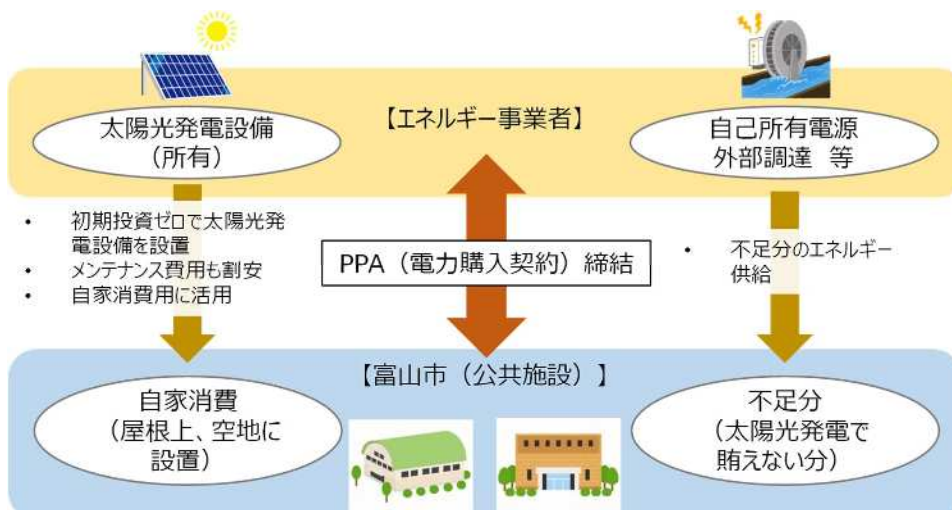 【エネルギー事業者】
太陽光発電設備
（所有）
自己所有電源
外部調達 等
• 初期投資ゼロで太陽光発
電設備を設置
• メンテナンス費用も割安
• 自家消費用に活用
PPA（電力購入契約）締結
• 不足分のエネルギー
供給
【富山市（公共施設）】
自家消費
（屋根上、空地に
設置）
不足分
（太陽光発電で
賄えない分）